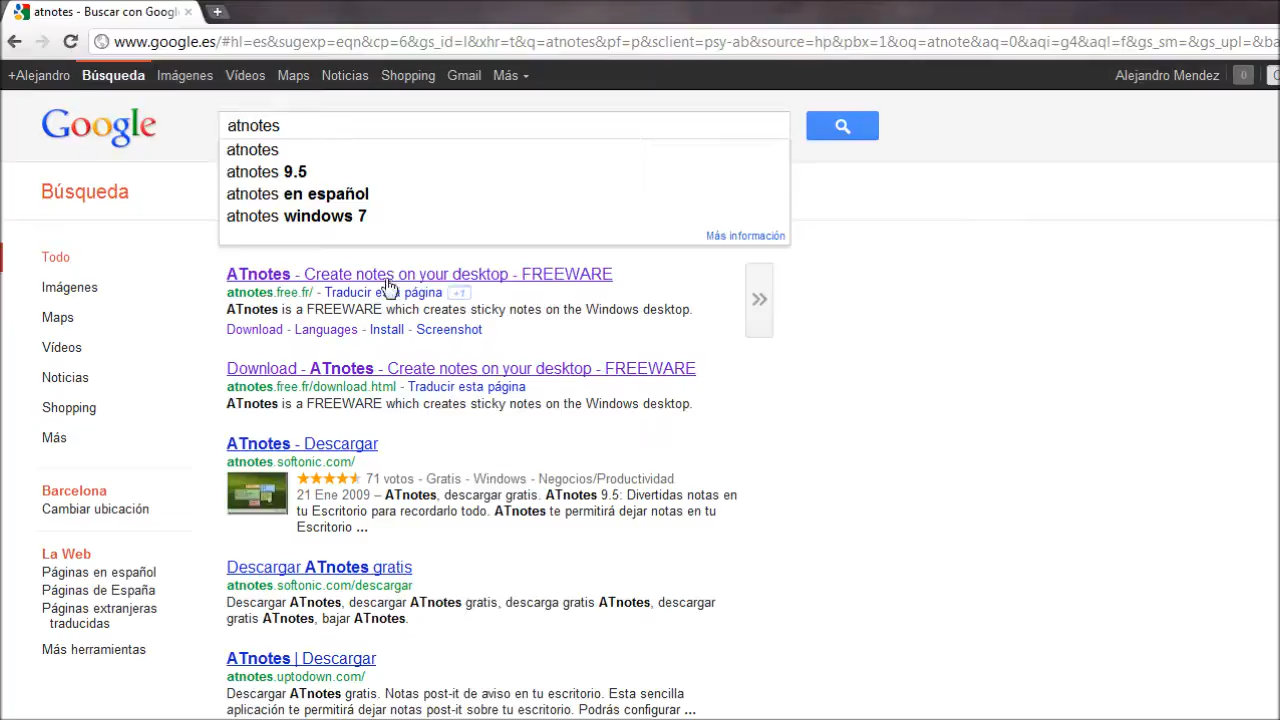 atnotes - Buscar con Googl
www.google.es/#hl=es&sugexp=eqn&cp=6&gs_id=l&xhr=t&q=atnotes&pf=p&sclient=psy-ab&source=hp&pbx=1&oq=atnote&aq=0&aqi=g4&aql=f&gs_sm=&gs_upl=&ba
+Alejandro Búsqueda Imágenes Vídeos Maps Noticias Shopping Gmail Más Alejandro Mendez 0
Google
atnotes
atnotes
atnotes 9.5
atnotes en español
atnotes windows 7
Más información
Búsqueda
Todo
Imágenes
Maps
Vídeos
Noticias
Shopping
Más
Barcelona
Cambiar ubicación
La Web
Páginas en español
Páginas de España
Páginas extranjeras
traducidas
Más herramientas
ATnotes - Create notes on your desktop - FREEWARE
atnotes.free.fr/ - Traducir esta página +1
ATnotes is a FREEWARE which creates sticky notes on the Windows desktop.
Download - Languages - Install - Screenshot
Download - ATnotes - Create notes on your desktop - FREEWARE
atnotes.free.fr/download.html - Traducir esta página
ATnotes is a FREEWARE which creates sticky notes on the Windows desktop.
ATnotes - Descargar
atnotes.softonic.com/
71 votos - Gratis - Windows - Negocios/Productividad
21 Ene 2009 – ATnotes, descargar gratis. ATnotes 9.5: Divertidas notas en
tu Escritorio para recordarlo todo. ATnotes te permitirá dejar notas en tu
Escritorio ...
Descargar ATnotes gratis
atnotes.softonic.com/descargar
Descargar ATnotes, descargar ATnotes gratis, descarga gratis ATnotes, descargar
gratis ATnotes, bajar ATnotes.
ATnotes | Descargar
atnotes.uptodown.com/
Descargar ATnotes gratis. Notas post-it de aviso en tu escritorio. Esta sencilla
aplicación te permitirá dejar notas post-it sobre tu escritorio. Podrás configurar ...